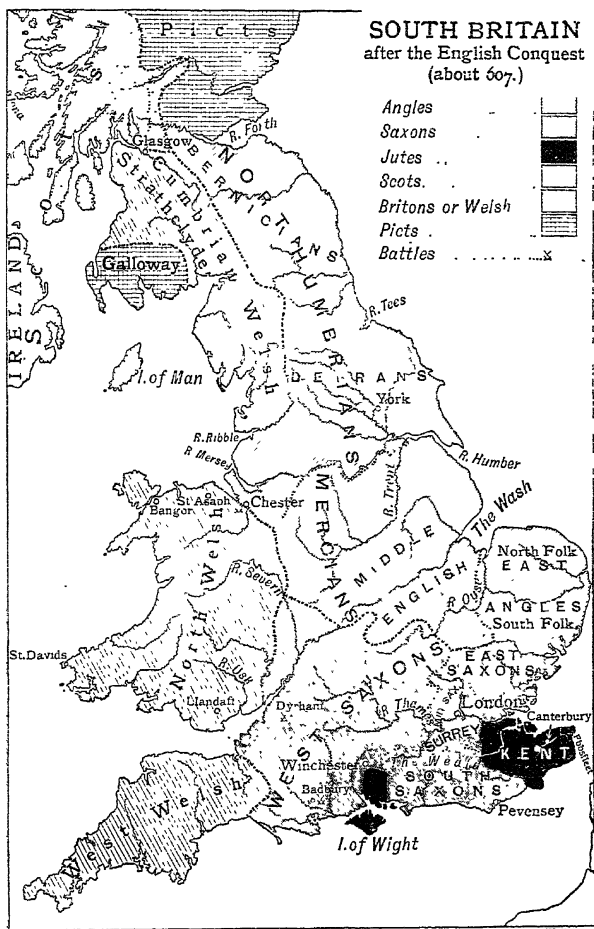 SOUTH BRITAIN
after the English Conquest
(about 607.)
Angles
Saxons
Jutes
Scots
Britons or Welsh
Picts
Battles x
Picts
R. Forth
Glasgow
NORTHUMBRIANS
BERNICIANS
Cumbrian Welsh
Strathclyde
Galloway
IRELAND
S
O
I. of Man
R. Tees
DEIRANS
York
R. Ribble
R. Mersey
R. Humber
R. Trent
St Asaph
Bangor
Chester
MERCIANS
The Wash
MIDDLE
ENGLISH
North Folk
EAST
ANGLES
South Folk
R. Ouse
North Welsh
R. Severn
St. Davids
R. Usk
Llandaff
EAST
SAXONS
WEST SAXONS
Dyrham
R. Thames
London
Canterbury
SURREY
KENT
Winchester
Badbury
SOUTH
SAXONS
Pevensey
West Welsh
I. of Wight